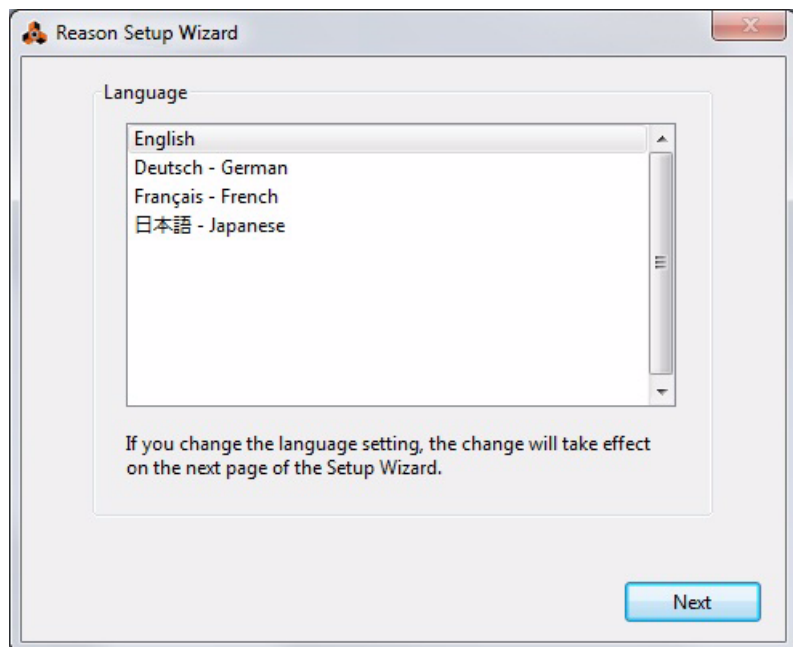 Reason Setup Wizard
Language
English
Deutsch - German
Français - French
日本語 - Japanese
If you change the language setting, the change will take effect
on the next page of the Setup Wizard.
Next